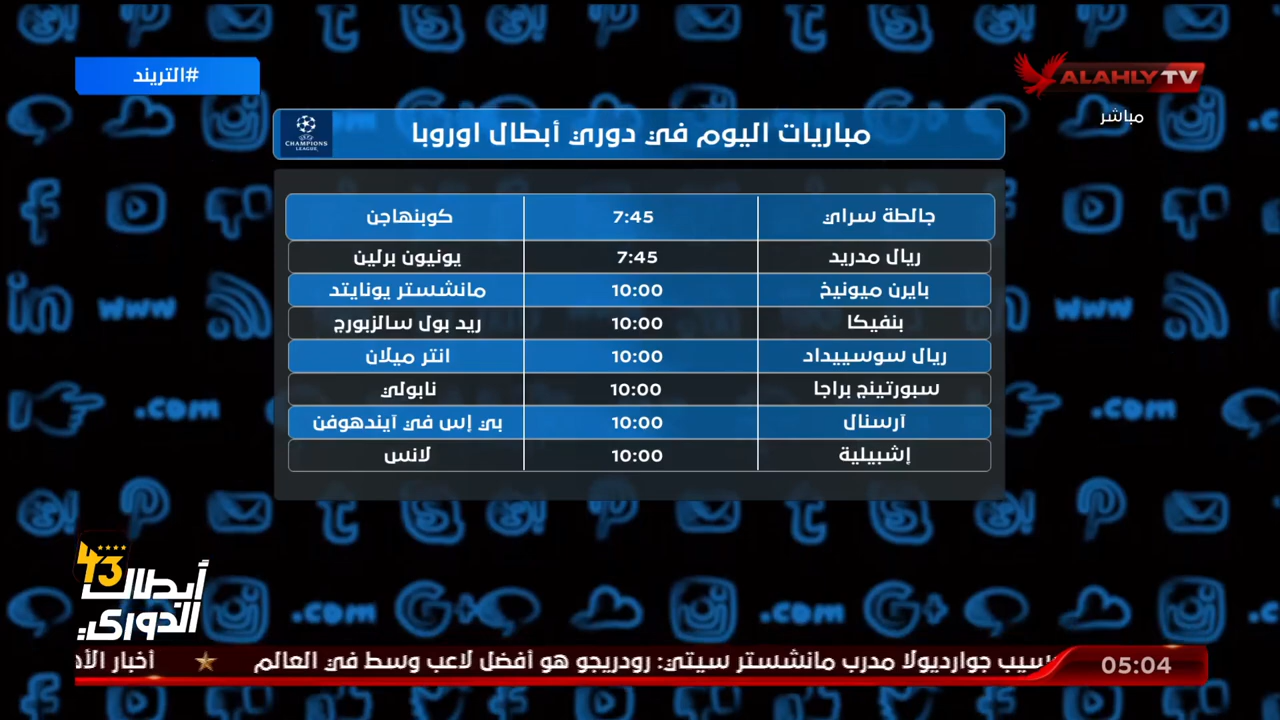 #التريند
ALAHLY TV
مباشر
مباريات اليوم في دوري أبطال اوروبا
UEFA
CHAMPIONS
LEAGUE
جالطة سراي 7:45 كوبنهاجن
ريال مدريد 7:45 يونيون برلين
بايرن ميونيخ 10:00 مانشستر يونايتد
بنفيكا 10:00 ريد بول سالزبورج
ريال سوسييداد 10:00 انتر ميلان
سبورتينج براجا 10:00 نابولي
آرسنال 10:00 بي إس في آيندهوفن
إشبيلية 10:00 لانس
43
أبطال
الدوري
جوارديولا مدرب مانشستر سيتي: رودريجو هو أفضل لاعب وسط في العالم ★ أخبار
05:04